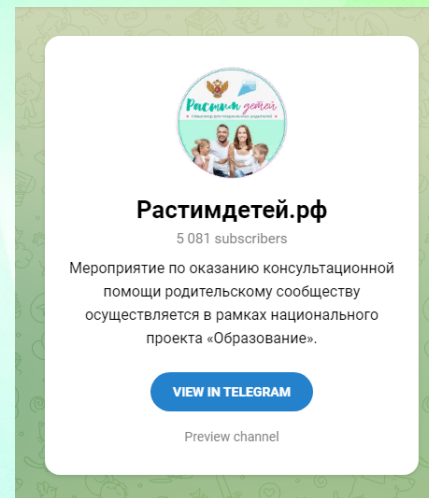 Растим детей
Растимдетей.рф
5 081 subscribers
Мероприятие по оказанию консультационной
помощи родительскому сообществу
осуществляется в рамках национального
проекта «Образование».
VIEW IN TELEGRAM
Preview channel